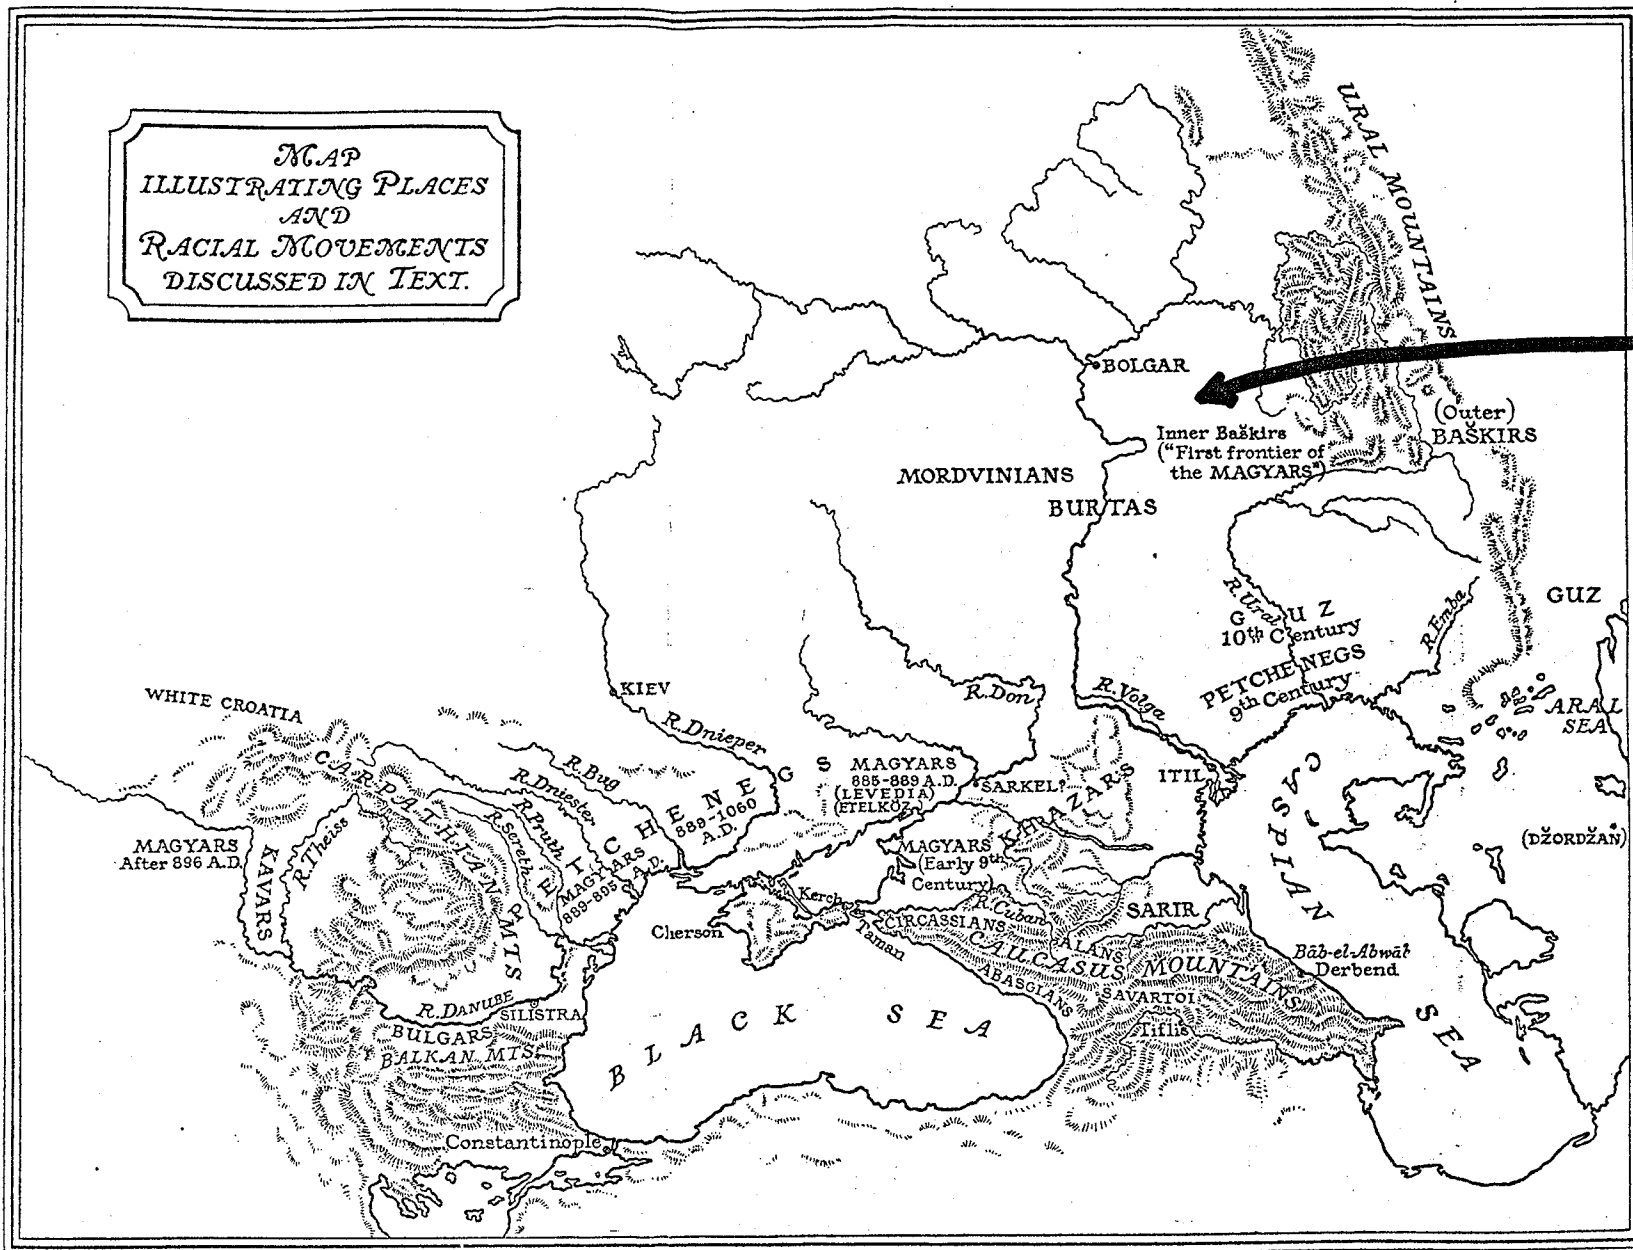 MAP
ILLUSTRATING PLACES
AND
RACIAL MOVEMENTS
DISCUSSED IN TEXT.
URAL MOUNTAINS
BOLGAR
(Outer)
BAŠKIRS
Inner Baškirs
("First frontier of
the MAGYARS")
MORDVINIANS
BURTAS
GUZ
R. Ural
GUZ
10th Century
R. Emba
PETCHENEGS
9th Century
KIEV
R. Don
R. Volga
WHITE CROATIA
ARAL
SEA
R. Dnieper
CARPATHIAN MTS
R. Bug
R. Dniester
R. Pruth
R. Sereth
PETCHENEGS
889-1060
A.D.
MAGYARS
885-889 A.D.
(LEVEDIA)
(ETELKÖZ)
SARKEL?
ITIL
KHAZARS
CASPIAN SEA
(DŽORDŽAN)
MAGYARS
After 896 A.D.
KAVARS
R. Theiss
MAGYARS
889-895 A.D.
MAGYARS
(Early 9th
Century)
Kerch
Taman
R. Cuban
CIRCASSIANS
SARIR
Cherson
ALANS
CAUCASUS MOUNTAINS
ABASGIANS
Bāb-el-Abwāb
Derbend
SAVARTOI
Tiflis
R. DANUBE
SILISTRA
BULGARS
BALKAN MTS.
BLACK SEA
Constantinople